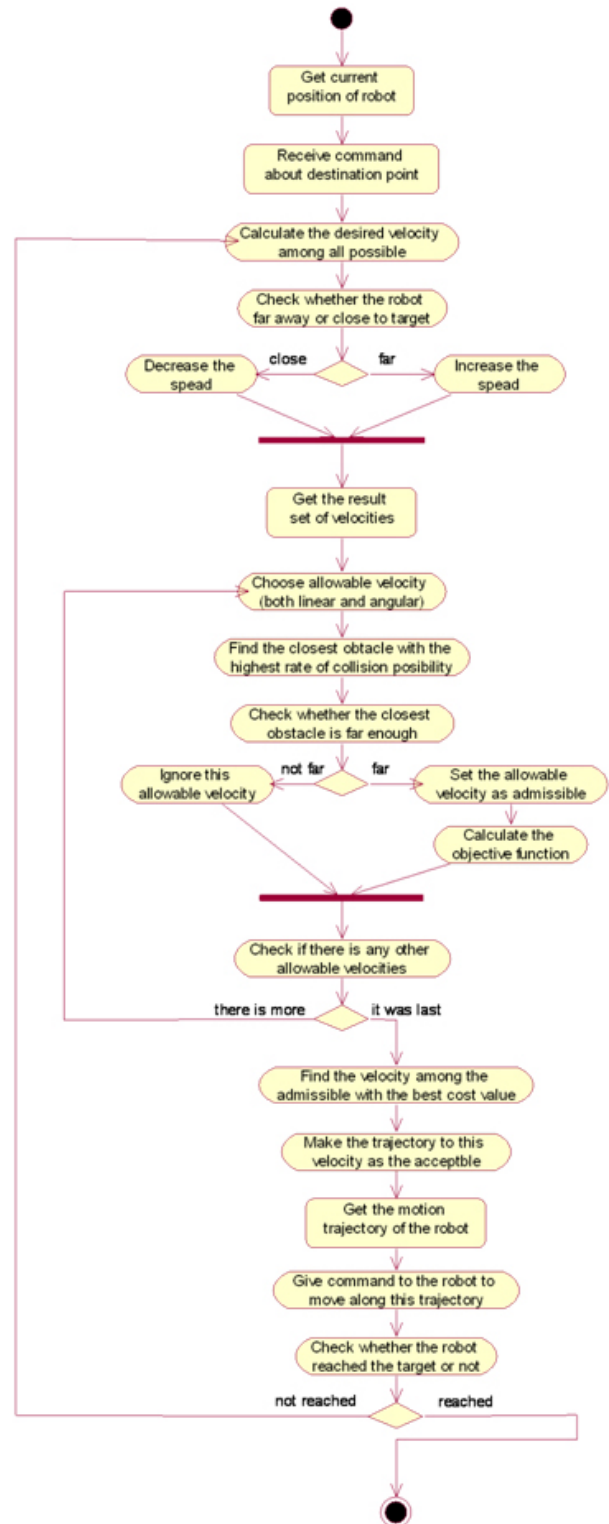 Get current
position of robot
Receive command
about destination point
Calculate the desired velocity
among all possible
Check whether the robot
far away or close to target
close
far
Decrease the
spead
Increase the
spead
Get the result
set of velocities
Choose allowable velocity
(both linear and angular)
Find the closest obtacle with the
highest rate of collision posibility
Check whether the closest
obstacle is far enough
not far
far
Ignore this
allowable velocity
Set the allowable
velocity as admissible
Calculate the
objective function
Check if there is any other
allowable velocities
there is more
it was last
Find the velocity among the
admissible with the best cost value
Make the trajectory to this
velocity as the acceptble
Get the motion
trajectory of the robot
Give command to the robot to
move along this trajectory
Check whether the robot
reached the target or not
not reached
reached